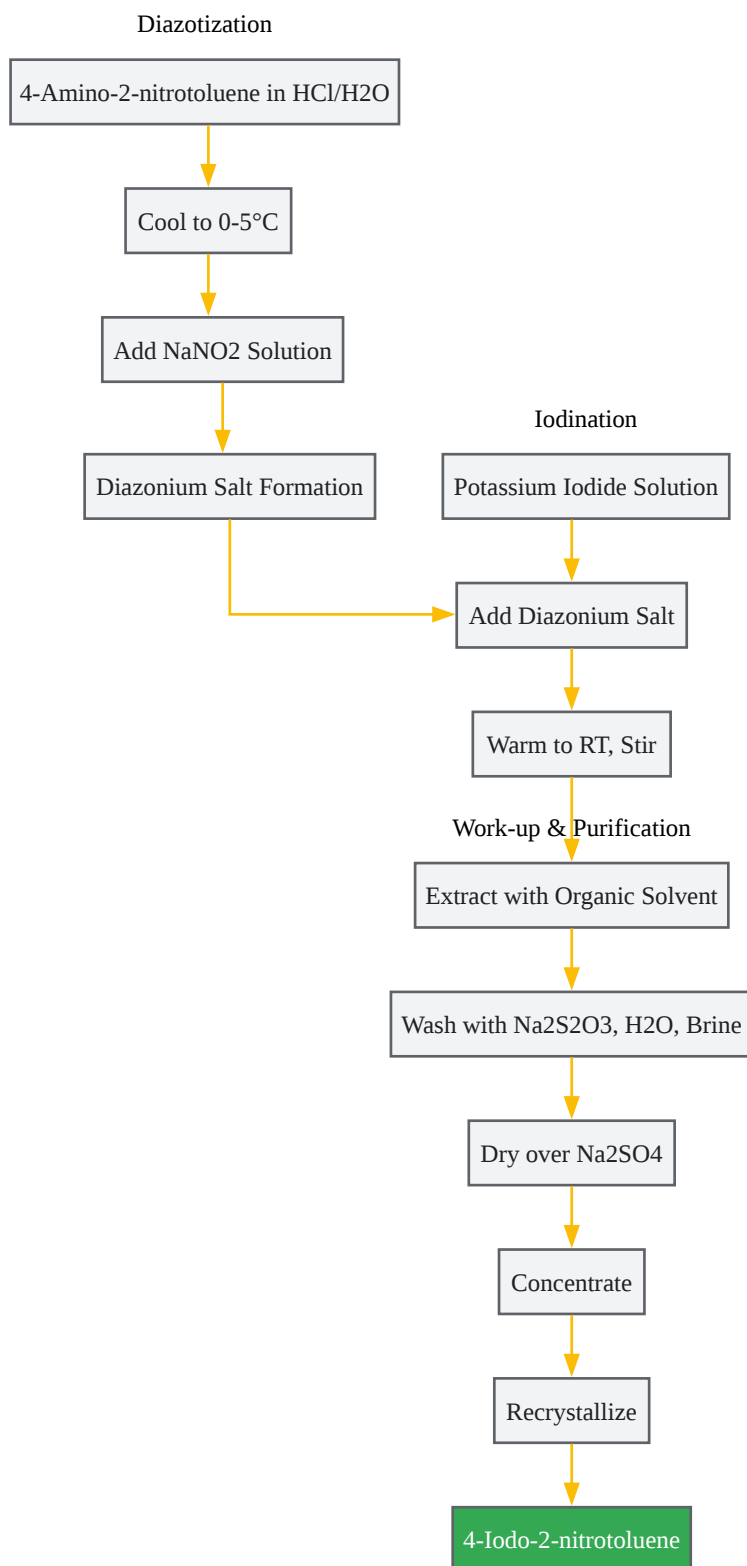 Diazotization
4-Amino-2-nitrotoluene in HCl/H2O
Cool to 0-5°C
Add NaNO2 Solution
Diazonium Salt Formation
Iodination
Potassium Iodide Solution
Add Diazonium Salt
Warm to RT, Stir
Work-up & Purification
Extract with Organic Solvent
Wash with Na2S2O3, H2O, Brine
Dry over Na2SO4
Concentrate
Recrystallize
4-Iodo-2-nitrotoluene